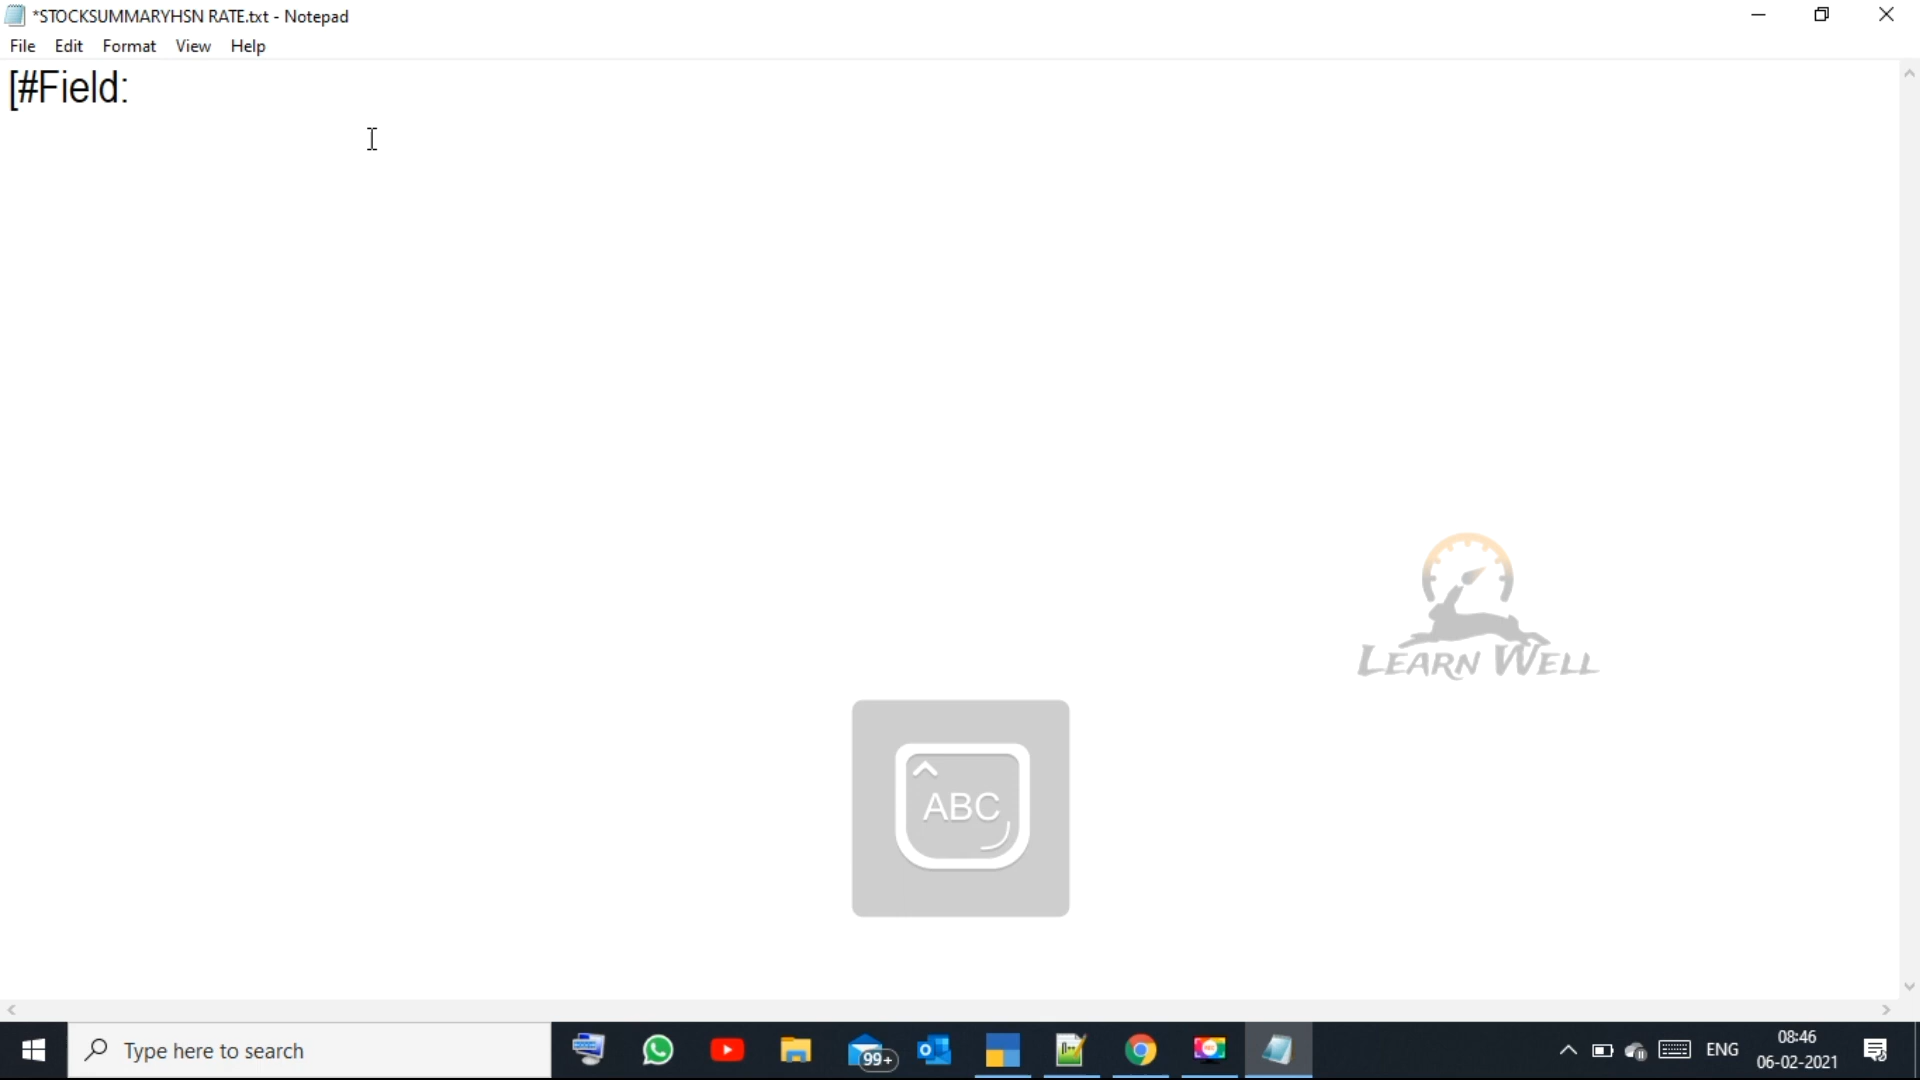 *STOCKSUMMARYHSN RATE.txt - Notepad
File Edit Format View Help
[#Field:
LEARN WELL
ABC
Type here to search
99+
ENG
08:46
06-02-2021